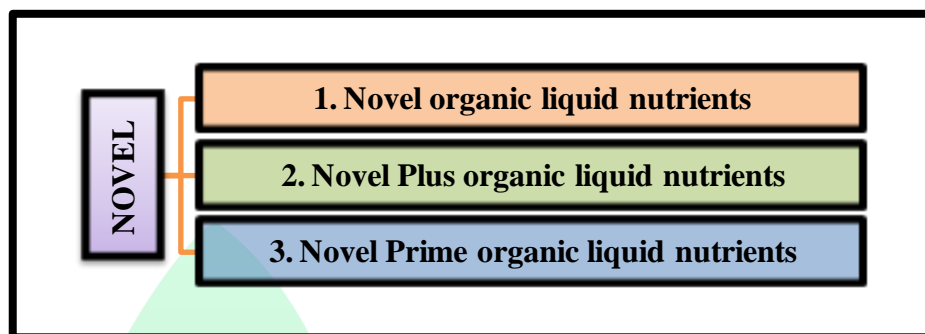 NOVEL
1. Novel organic liquid nutrients
2. Novel Plus organic liquid nutrients
3. Novel Prime organic liquid nutrients